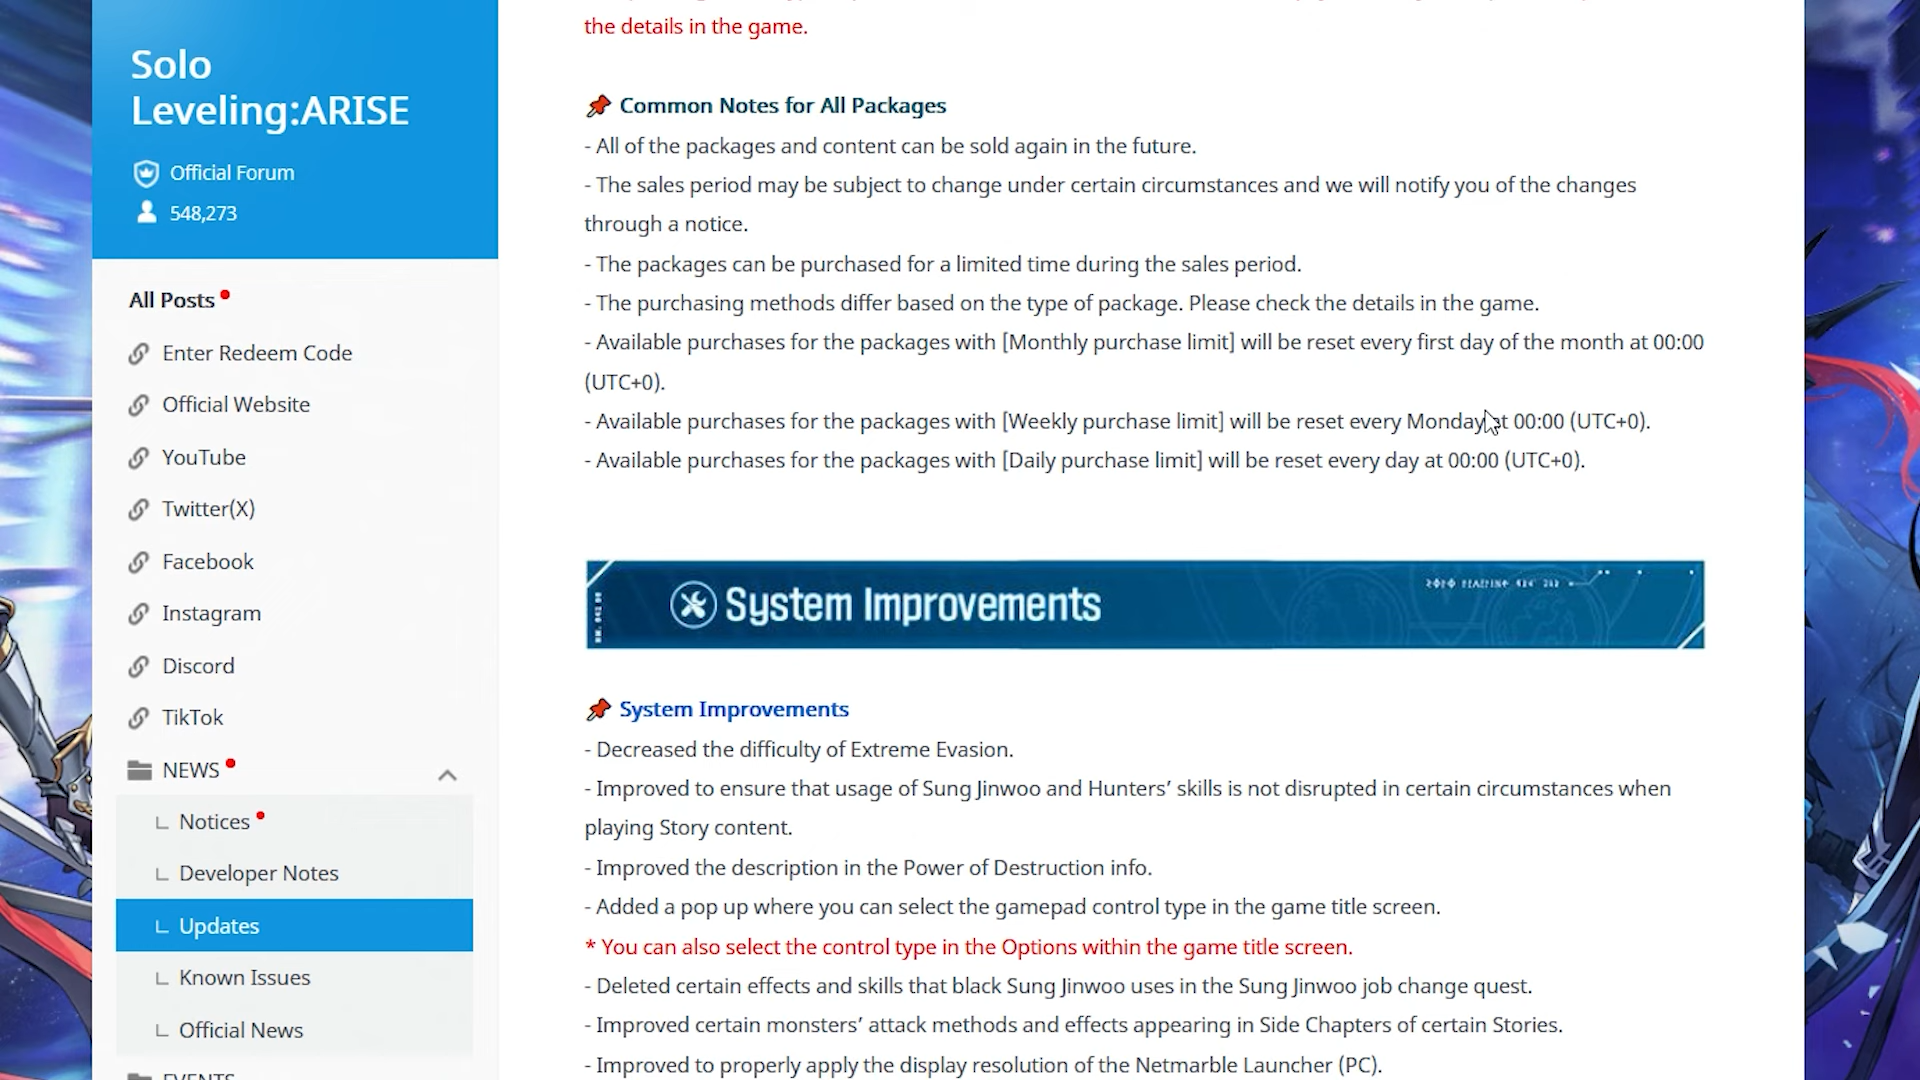 Solo
Leveling:ARISE
Official Forum
548,273
All Posts
Enter Redeem Code
Official Website
YouTube
Twitter(X)
Facebook
Instagram
Discord
TikTok
NEWS
Notices
Developer Notes
Updates
Known Issues
Official News
EVENTS
the details in the game.
Common Notes for All Packages
- All of the packages and content can be sold again in the future.
- The sales period may be subject to change under certain circumstances and we will notify you of the changes
through a notice.
- The packages can be purchased for a limited time during the sales period.
- The purchasing methods differ based on the type of package. Please check the details in the game.
- Available purchases for the packages with [Monthly purchase limit] will be reset every first day of the month at 00:00
(UTC+0).
- Available purchases for the packages with [Weekly purchase limit] will be reset every Monday at 00:00 (UTC+0).
- Available purchases for the packages with [Daily purchase limit] will be reset every day at 00:00 (UTC+0).
System Improvements
System Improvements
- Decreased the difficulty of Extreme Evasion.
- Improved to ensure that usage of Sung Jinwoo and Hunters’ skills is not disrupted in certain circumstances when
playing Story content.
- Improved the description in the Power of Destruction info.
- Added a pop up where you can select the gamepad control type in the game title screen.
* You can also select the control type in the Options within the game title screen.
- Deleted certain effects and skills that black Sung Jinwoo uses in the Sung Jinwoo job change quest.
- Improved certain monsters’ attack methods and effects appearing in Side Chapters of certain Stories.
- Improved to properly apply the display resolution of the Netmarble Launcher (PC).